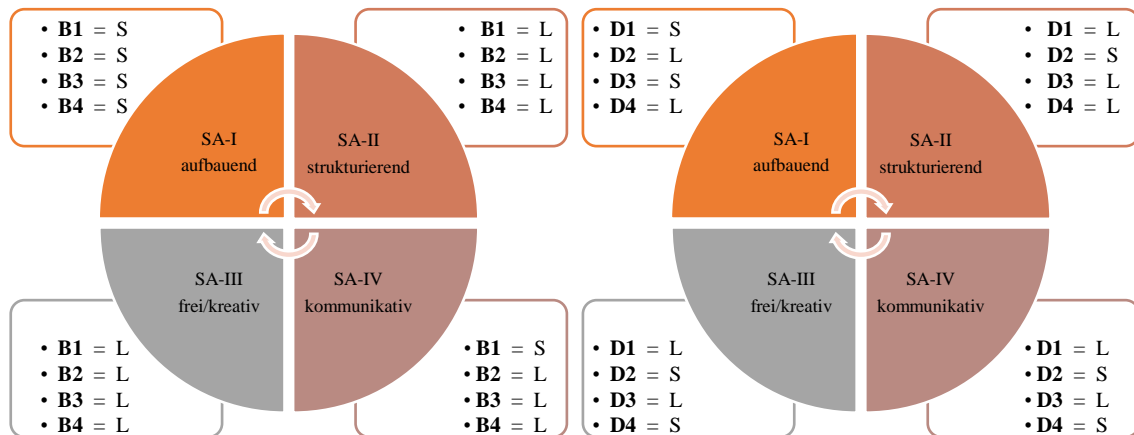 • B1 = S
• B2 = S
• B3 = S
• B4 = S
• B1 = L
• B2 = L
• B3 = L
• B4 = L
SA-I
aufbauend
SA-II
strukturierend
SA-III
frei/kreativ
SA-IV
kommunikativ
• B1 = L
• B2 = L
• B3 = L
• B4 = L
• B1 = S
• B2 = L
• B3 = L
• B4 = L
• D1 = S
• D2 = L
• D3 = S
• D4 = L
• D1 = L
• D2 = S
• D3 = L
• D4 = L
SA-I
aufbauend
SA-II
strukturierend
SA-III
frei/kreativ
SA-IV
kommunikativ
• D1 = L
• D2 = S
• D3 = L
• D4 = S
• D1 = L
• D2 = S
• D3 = L
• D4 = S